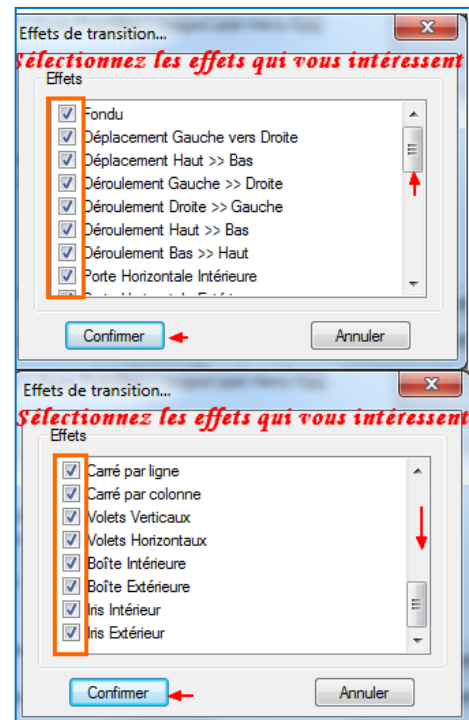 Effets de transition...
Sélectionnez les effets qui vous intéressent
Effets
Fondu
Déplacement Gauche vers Droite
Déplacement Haut >> Bas
Déroulement Gauche >> Droite
Déroulement Droite >> Gauche
Déroulement Haut >> Bas
Déroulement Bas >> Haut
Porte Horizontale Intérieure
Confirmer
Annuler
Effets de transition...
Sélectionnez les effets qui vous intéressent
Effets
Carré par ligne
Carré par colonne
Volets Verticaux
Volets Horizontaux
Boîte Intérieure
Boîte Extérieure
Iris Intérieur
Iris Extérieur
Confirmer
Annuler